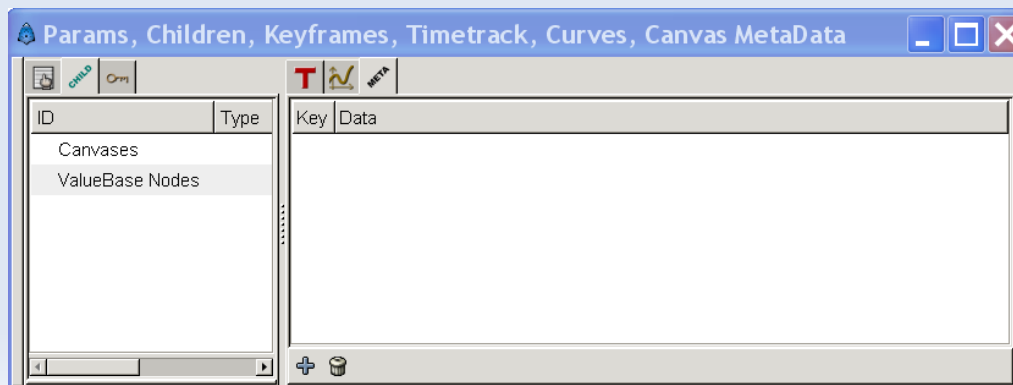 Params, Children, Keyframes, Timetrack, Curves, Canvas MetaData
CHILD
T META
ID Type Key Data
Canvases
ValueBase Nodes